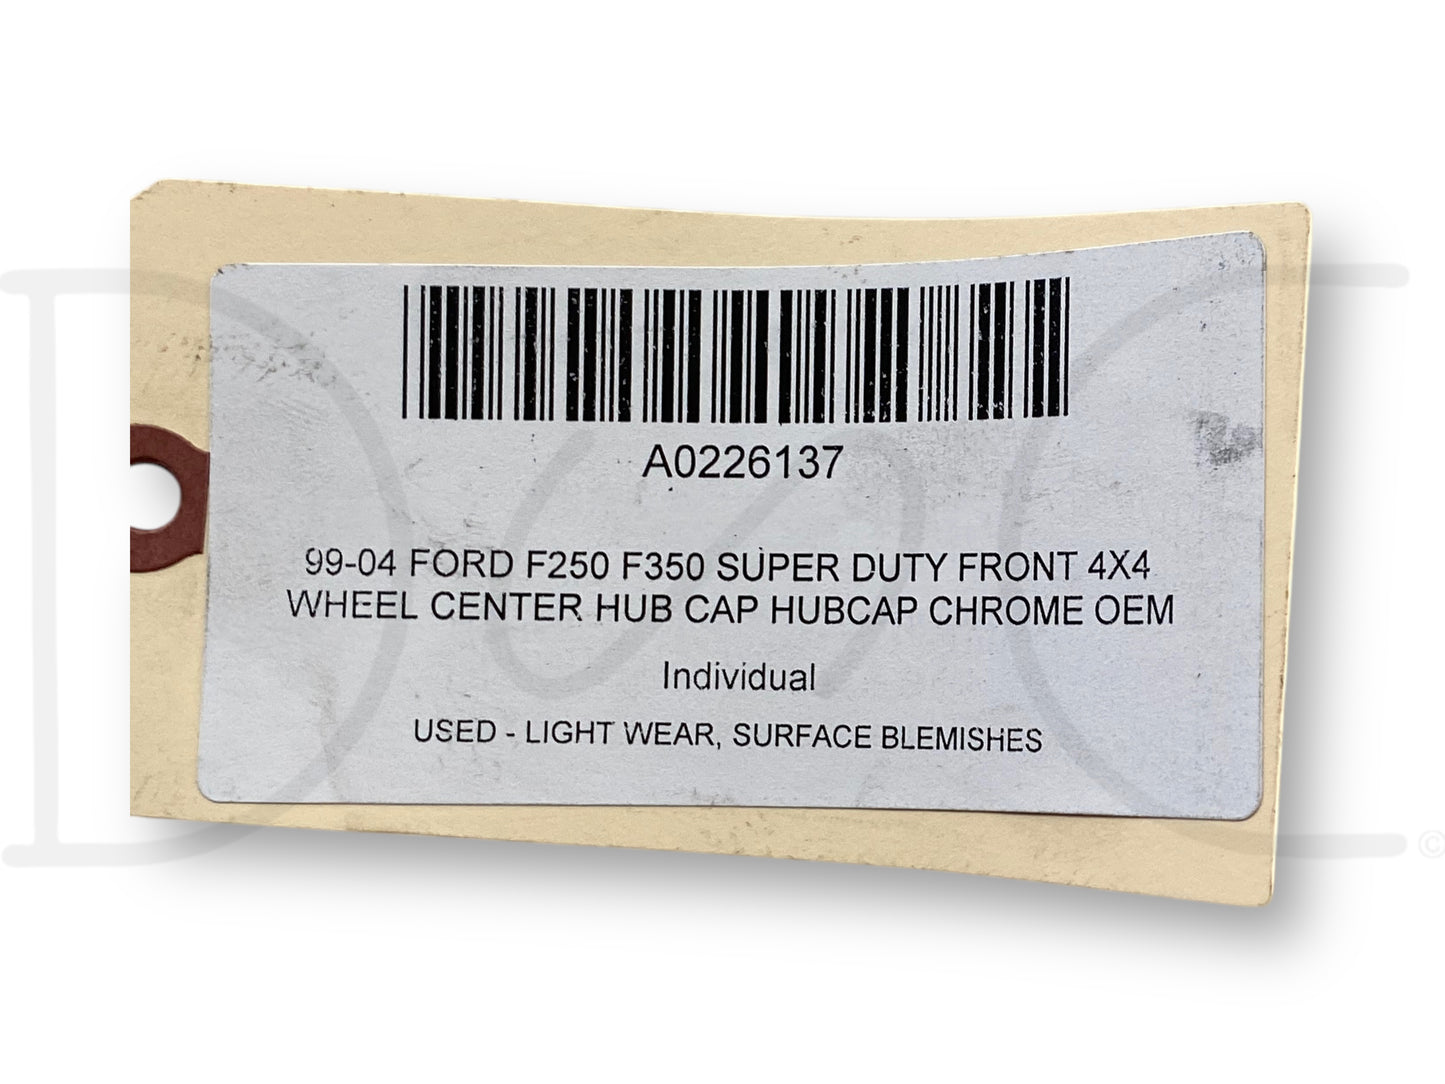 A0226137
99-04 FORD F250 F350 SUPER DUTY FRONT 4X4
WHEEL CENTER HUB CAP HUBCAP CHROME OEM
Individual
USED - LIGHT WEAR, SURFACE BLEMISHES
D C
©